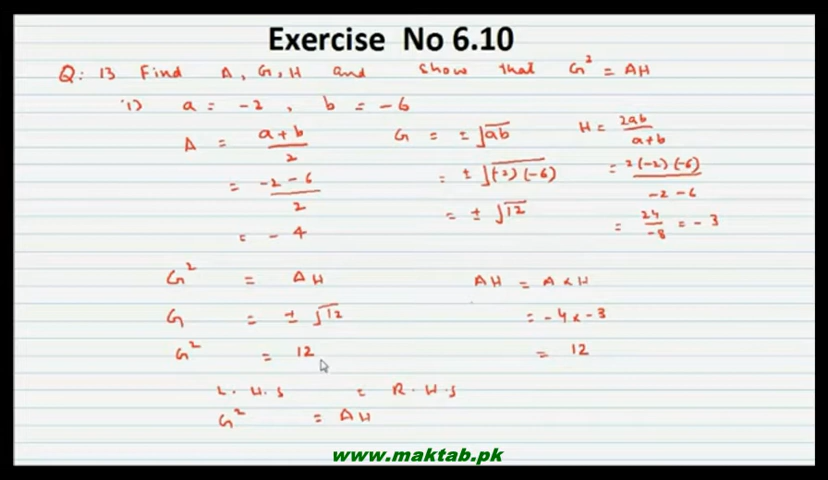 Exercise No 6.10
Q: 13 Find A, G, H and show that G² = AH
i) a = -2 , b = -6
A = a+b/2
= -2-6/2
= -4
G = ±√ab
= ±√(-2)(-6)
= ±√12
H = 2ab/a+b
= 2(-2)(-6)/-2-6
= 24/-8 = -3
G² = AH
G = ±√12
G² = 12
AH = A×H
= -4×-3
= 12
L.H.S = R.H.S
G² = AH
www.maktab.pk